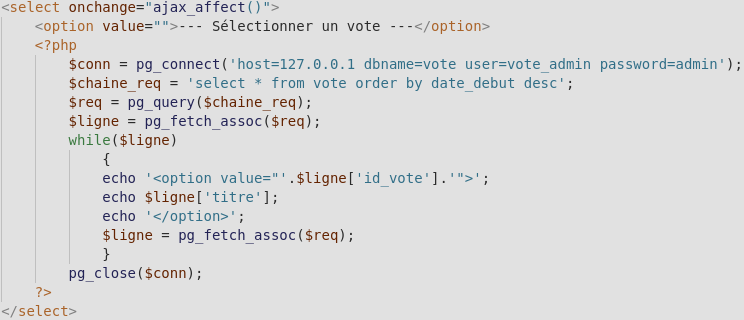 <select onchange="ajax_affect()">
<option value="">--- Sélectionner un vote ---</option>
<?php
$conn = pg_connect('host=127.0.0.1 dbname=vote user=vote_admin password=admin');
$chaine_req = 'select * from vote order by date_debut desc';
$req = pg_query($chaine_req);
$ligne = pg_fetch_assoc($req);
while($ligne)
{
echo '<option value="'.$ligne['id_vote'].'">';
echo $ligne['titre'];
echo '</option>';
$ligne = pg_fetch_assoc($req);
}
pg_close($conn);
?>
</select>